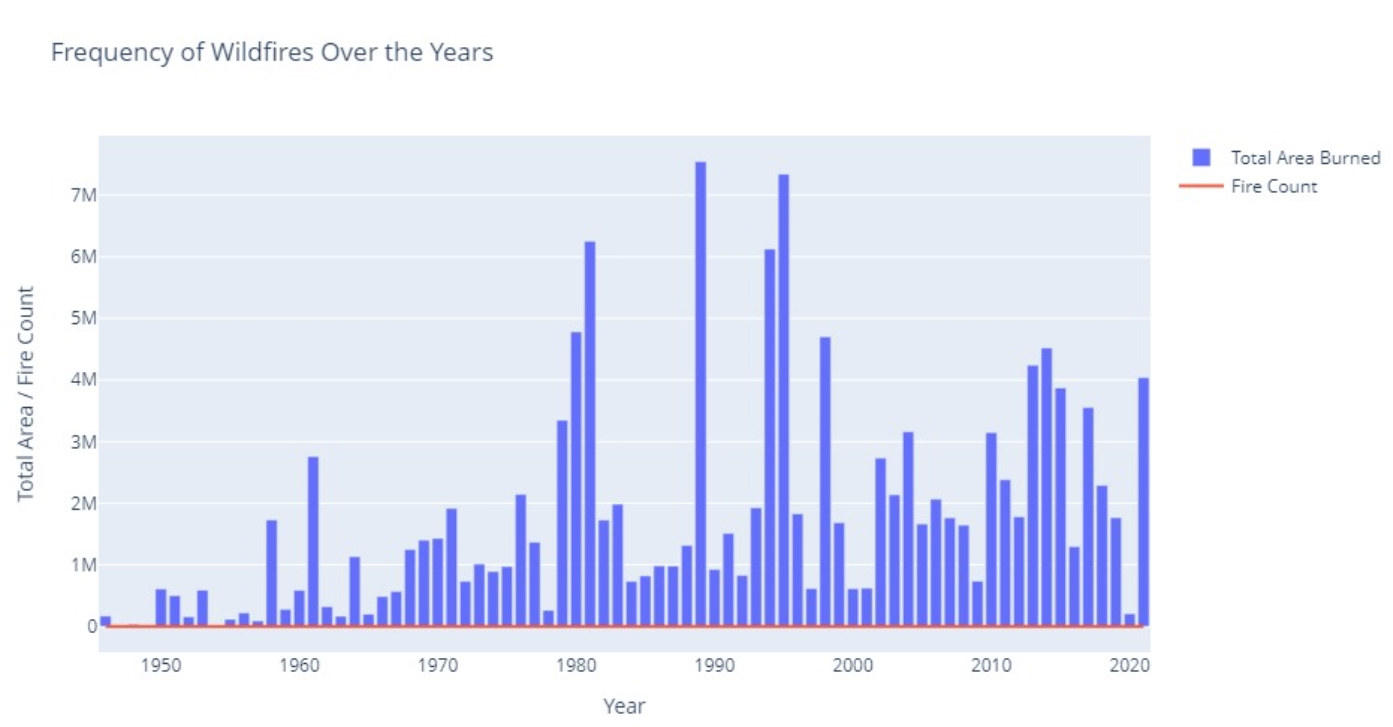 Frequency of Wildfires Over the Years
Total Area Burned
Fire Count
Total Area / Fire Count
7M
6M
5M
4M
3M
2M
1M
0
1950 1960 1970 1980 1990 2000 2010 2020
Year